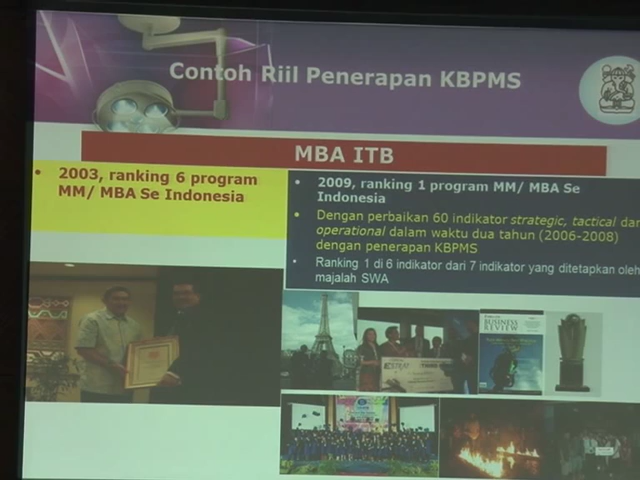 Contoh Riil Penerapan KBPMS
MBA ITB
• 2003, ranking 6 program
MM/ MBA Se Indonesia
• 2009, ranking 1 program MM/ MBA Se
Indonesia
• Dengan perbaikan 60 indikator strategic, tactical dan
operational dalam waktu dua tahun (2006-2008)
dengan penerapan KBPMS
• Ranking 1 di 6 indikator dari 7 indikator yang ditetapkan oleh
majalah SWA
BUSINESS
REVIEW